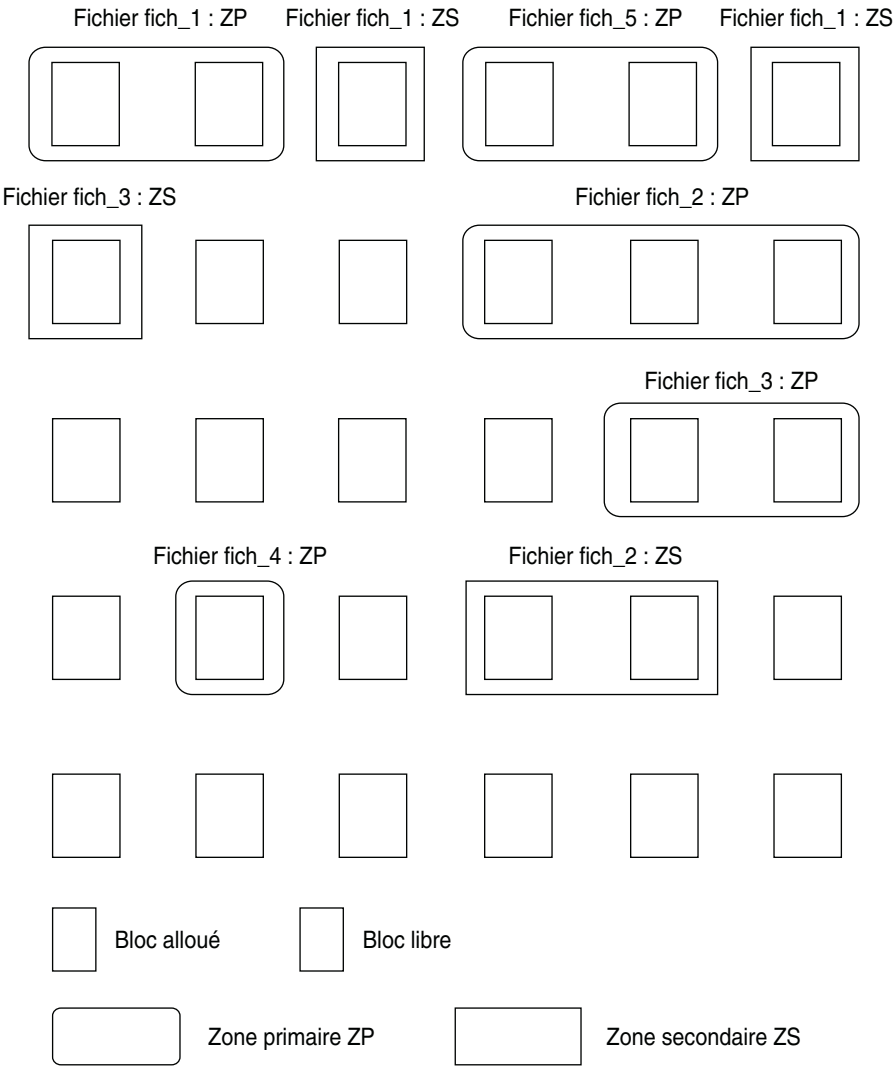 Fichier fich_1 : ZP Fichier fich_1 : ZS Fichier fich_5 : ZP Fichier fich_1 : ZS
Fichier fich_3 : ZS Fichier fich_2 : ZP
Fichier fich_3 : ZP
Fichier fich_4 : ZP Fichier fich_2 : ZS
Bloc alloué Bloc libre
Zone primaire ZP Zone secondaire ZS